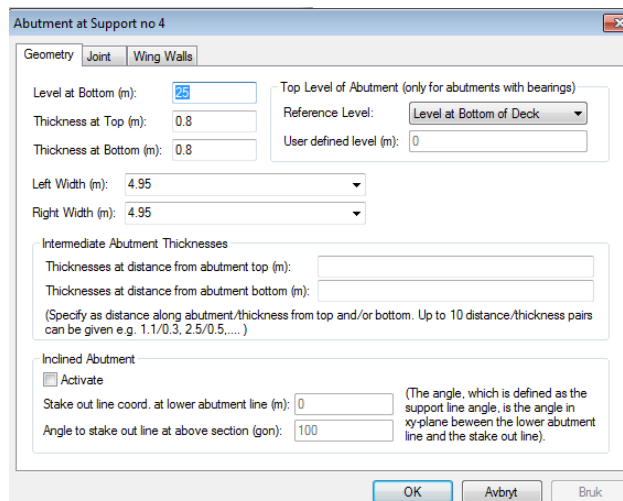 Abutment at Support no 4
Geometry Joint Wing Walls
Level at Bottom (m): 25
Thickness at Top (m): 0.8
Thickness at Bottom (m): 0.8
Top Level of Abutment (only for abutments with bearings)
Reference Level: Level at Bottom of Deck
User defined level (m): 0
Left Width (m): 4.95
Right Width (m): 4.95
Intermediate Abutment Thicknesses
Thicknesses at distance from abutment top (m):
Thicknesses at distance from abutment bottom (m):
(Specify as distance along abutment/thickness from top and/or bottom. Up to 10 distance/thickness pairs
can be given e.g. 1.1/0.3, 2.5/0.5,.... )
Inclined Abutment
Activate
Stake out line coord. at lower abutment line (m): 0
Angle to stake out line at above section (gon): 100
(The angle, which is defined as the
support line angle, is the angle in
xy-plane beween the lower abutment
line and the stake out line).
OK Avbryt Bruk